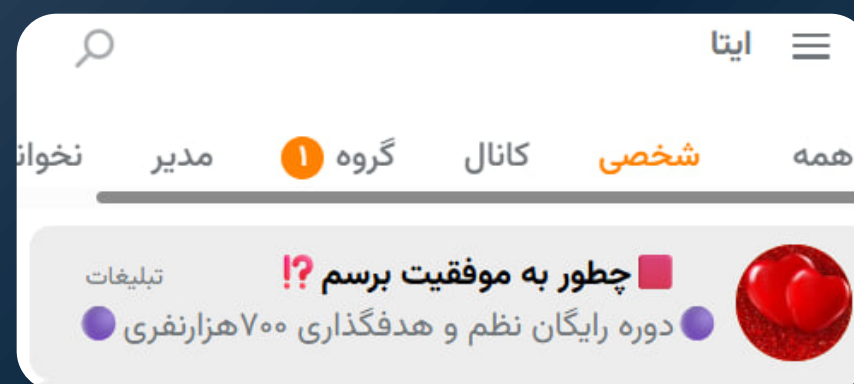 ایتا
همه شخصی کانال گروه ۱ مدیر نخوان
چطور به موفقیت برسم ⁉️ تبلیغات
دوره رایگان نظم و هدفگذاری ۷۰۰هزارنفری